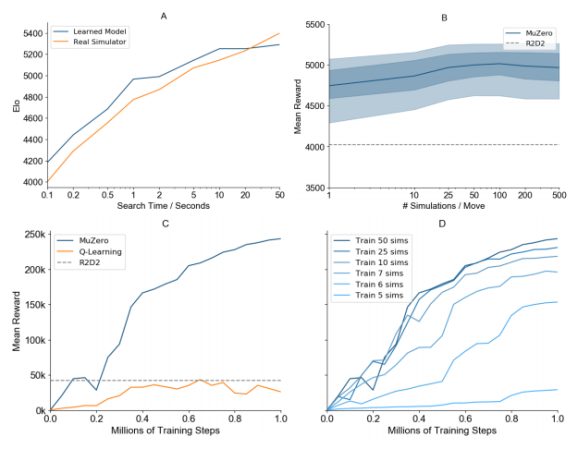 A
Learned Model
Real Simulator
5400
5200
5000
4800
4600
4400
4200
4000
Elo
0.1 0.2 0.5 1 2 5 10 20 50
Search Time / Seconds
B
MuZero
R2D2
5500
5000
4500
4000
3500
Mean Reward
1 10 25 50 100 200 500
# Simulations / Move
C
MuZero
Q-Learning
R2D2
250k
200k
150k
100k
50k
0k
Mean Reward
0.0 0.2 0.4 0.6 0.8 1.0
Millions of Training Steps
D
Train 50 sims
Train 25 sims
Train 10 sims
Train 7 sims
Train 6 sims
Train 5 sims
0.0 0.2 0.4 0.6 0.8 1.0
Millions of Training Steps